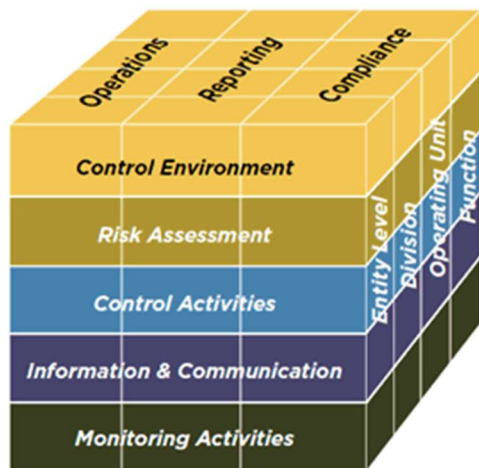 Operations
Reporting
Compliance
Control Environment
Risk Assessment
Control Activities
Information & Communication
Monitoring Activities
Entity Level
Division
Operating Unit
Function